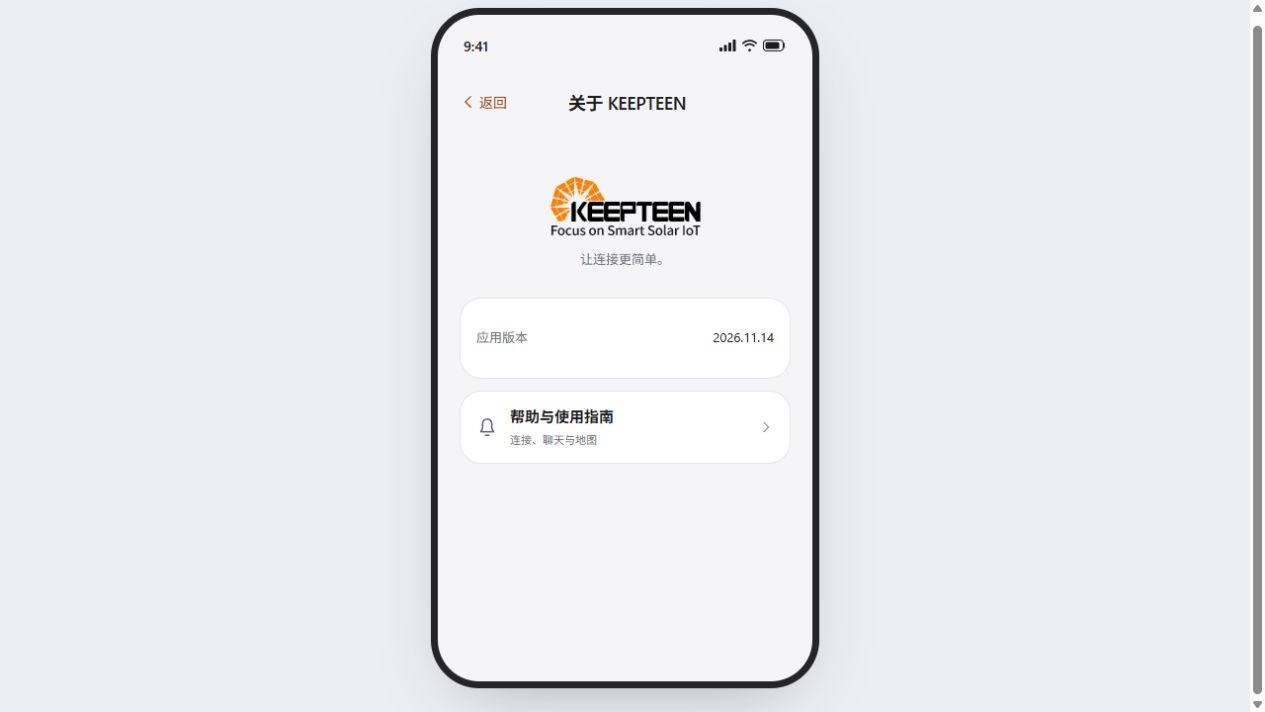 9:41
返回
关于 KEEPTEEN
KEEPTEEN
Focus on Smart Solar IoT
让连接更简单。
应用版本
2026.11.14
帮助与使用指南
连接、聊天与地图